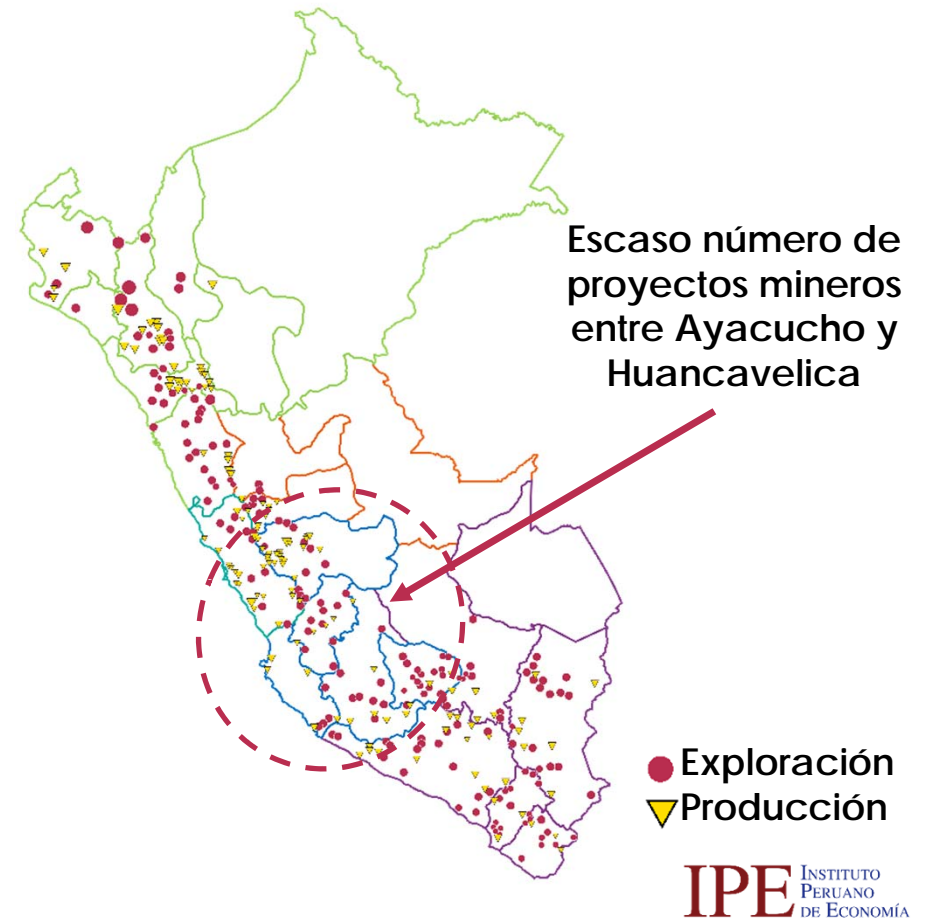 Escaso número de
proyectos mineros
entre Ayacucho y
Huancavelica
Exploración
Producción
IPE INSTITUTO
PERUANO
DE ECONOMÍA